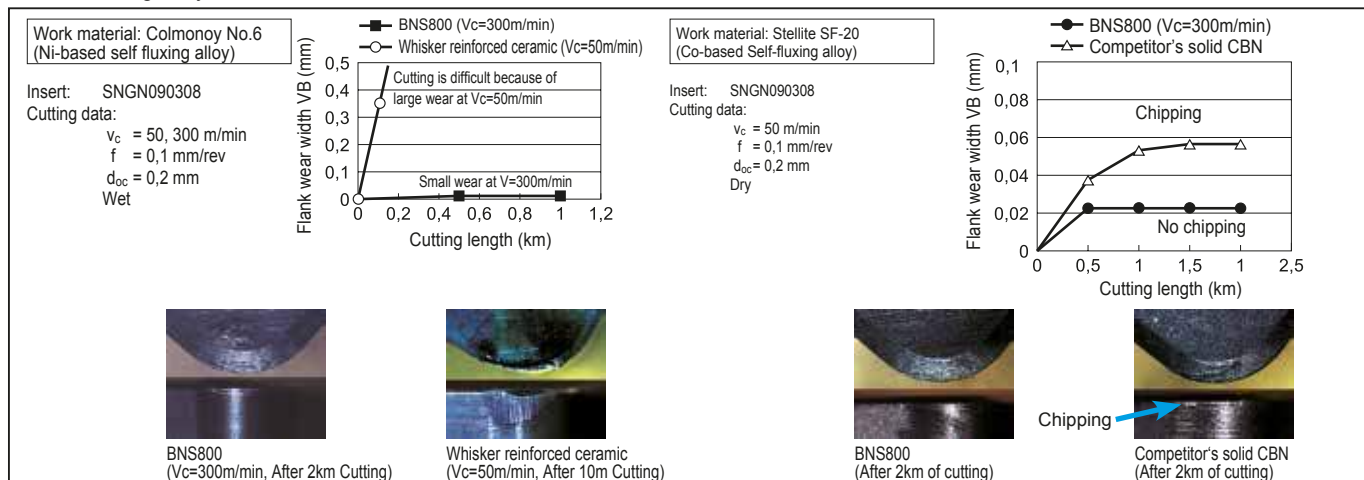 Work material: Colmonoy No.6
(Ni-based self fluxing alloy)
Insert: SNGN090308
Cutting data:
vc = 50, 300 m/min
f = 0,1 mm/rev
doc = 0,2 mm
Wet
BNS800 (Vc=300m/min)
Whisker reinforced ceramic (Vc=50m/min)
Flank wear width VB (mm)
0,5
0,4
0,3
0,2
0,1
0
Cutting is difficult because of
large wear at Vc=50m/min
Small wear at V=300m/min
0 0,2 0,4 0,6 0,8 1 1,2
Cutting length (km)
Work material: Stellite SF-20
(Co-based Self-fluxing alloy)
Insert: SNGN090308
Cutting data:
vc = 50 m/min
f = 0,1 mm/rev
doc = 0,2 mm
Dry
BNS800 (Vc=300m/min)
Competitor's solid CBN
Flank wear width VB (mm)
0,1
0,08
0,06
0,04
0,02
0
Chipping
No chipping
0 0,5 1 1,5 1 2,5
Cutting length (km)
BNS800
(Vc=300m/min, After 2km Cutting)
Whisker reinforced ceramic
(Vc=50m/min, After 10m Cutting)
BNS800
(After 2km of cutting)
Chipping
Competitor‘s solid CBN
(After 2km of cutting)